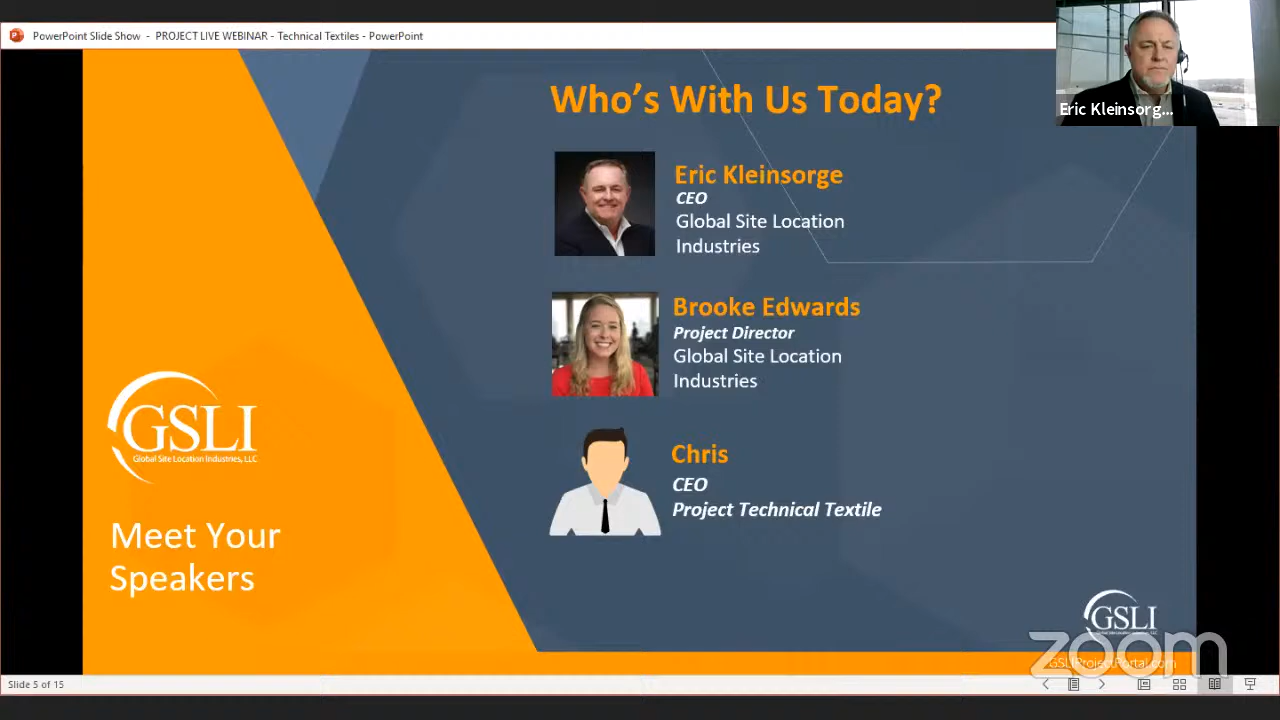 PowerPoint Slide Show - PROJECT LIVE WEBINAR - Technical Textiles - PowerPoint
Eric Kleinsorg...
Who's With Us Today?
Eric Kleinsorge
CEO
Global Site Location
Industries
Brooke Edwards
Project Director
Global Site Location
Industries
Chris
CEO
Project Technical Textile
GSLI
Global Site Location Industries, LLC
Meet Your
Speakers
GSLI
zoom
GSLIProjectPortal.com
Slide 5 of 15